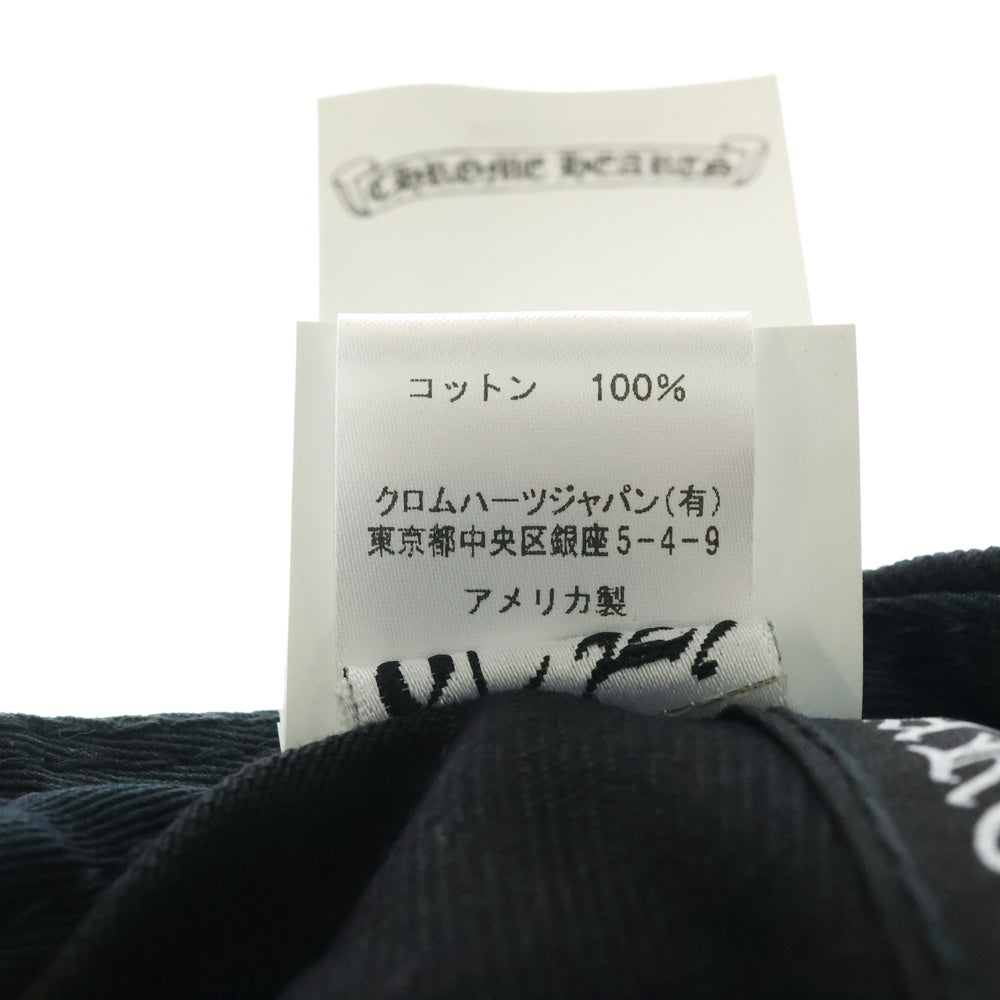 CHROME HEARTS
コットン 100%
クロムハーツジャパン(有)
東京都中央区銀座5-4-9
アメリカ製